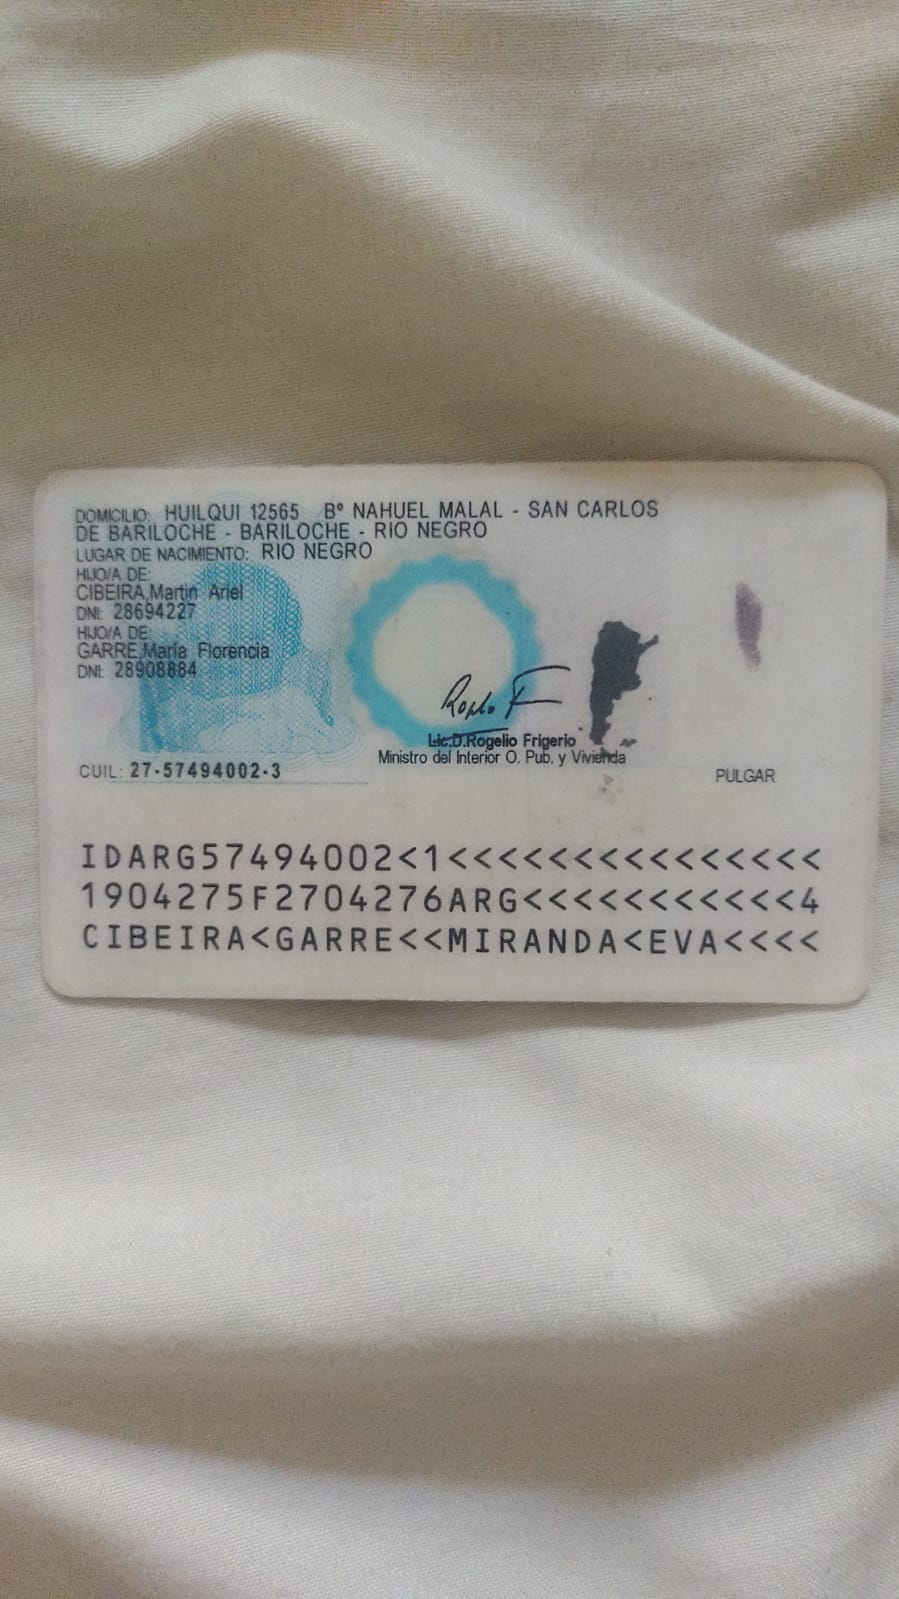 DOMICILIO: HUILQUI 12565 Bº NAHUEL MALAL - SAN CARLOS
DE BARILOCHE - BARILOCHE - RIO NEGRO
LUGAR DE NACIMIENTO: RIO NEGRO
HIJO/A DE:
CIBEIRA,Martin Ariel
DNI: 28694227
HIJO/A DE:
GARRE,María Florencia
DNI: 28908884
Lic.D.Rogelio Frigerio
Ministro del Interior O. Pub. y Vivienda
CUIL: 27-57494002-3
PULGAR
IDARG57494002<1<<<<<<<<<<<<<<<
1904275F2704276ARG<<<<<<<<<<<4
CIBEIRA<GARRE<<MIRANDA<EVA<<<<